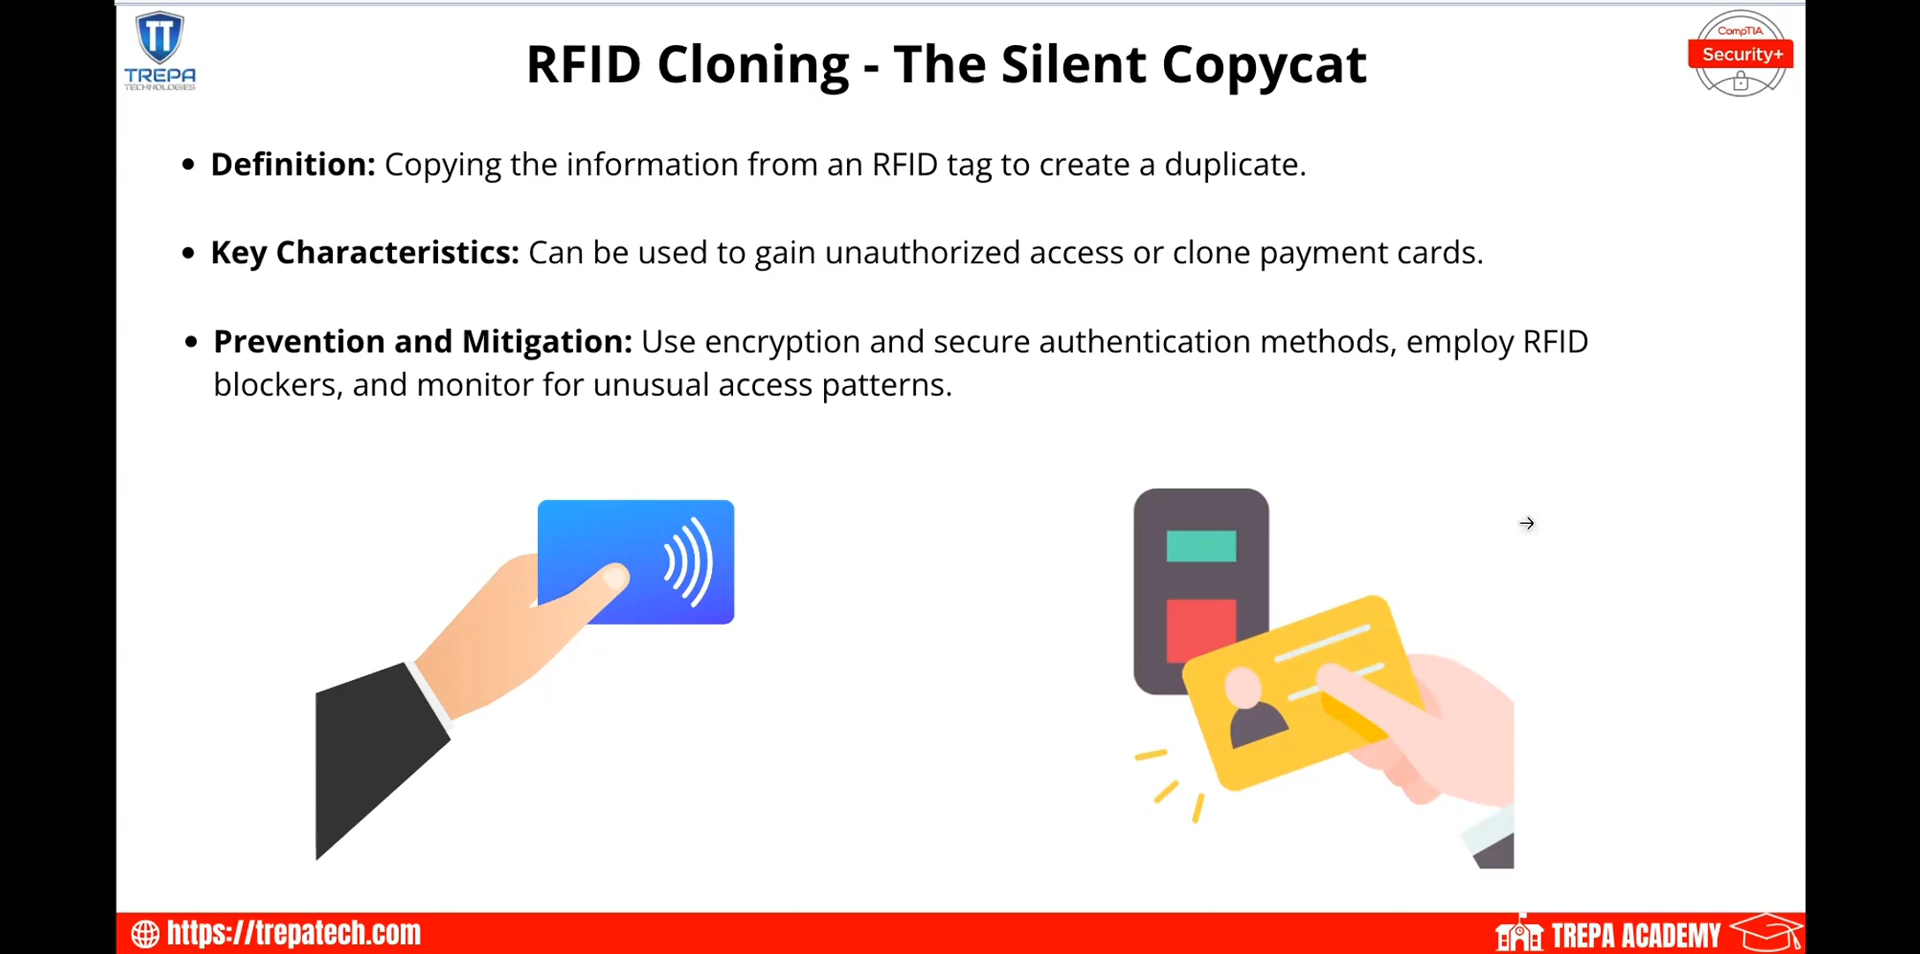 TREPA
TECHNOLOGIES
RFID Cloning - The Silent Copycat
CompTIA
Security+
• Definition: Copying the information from an RFID tag to create a duplicate.
• Key Characteristics: Can be used to gain unauthorized access or clone payment cards.
• Prevention and Mitigation: Use encryption and secure authentication methods, employ RFID
blockers, and monitor for unusual access patterns.
https://trepatech.com
TREPA ACADEMY